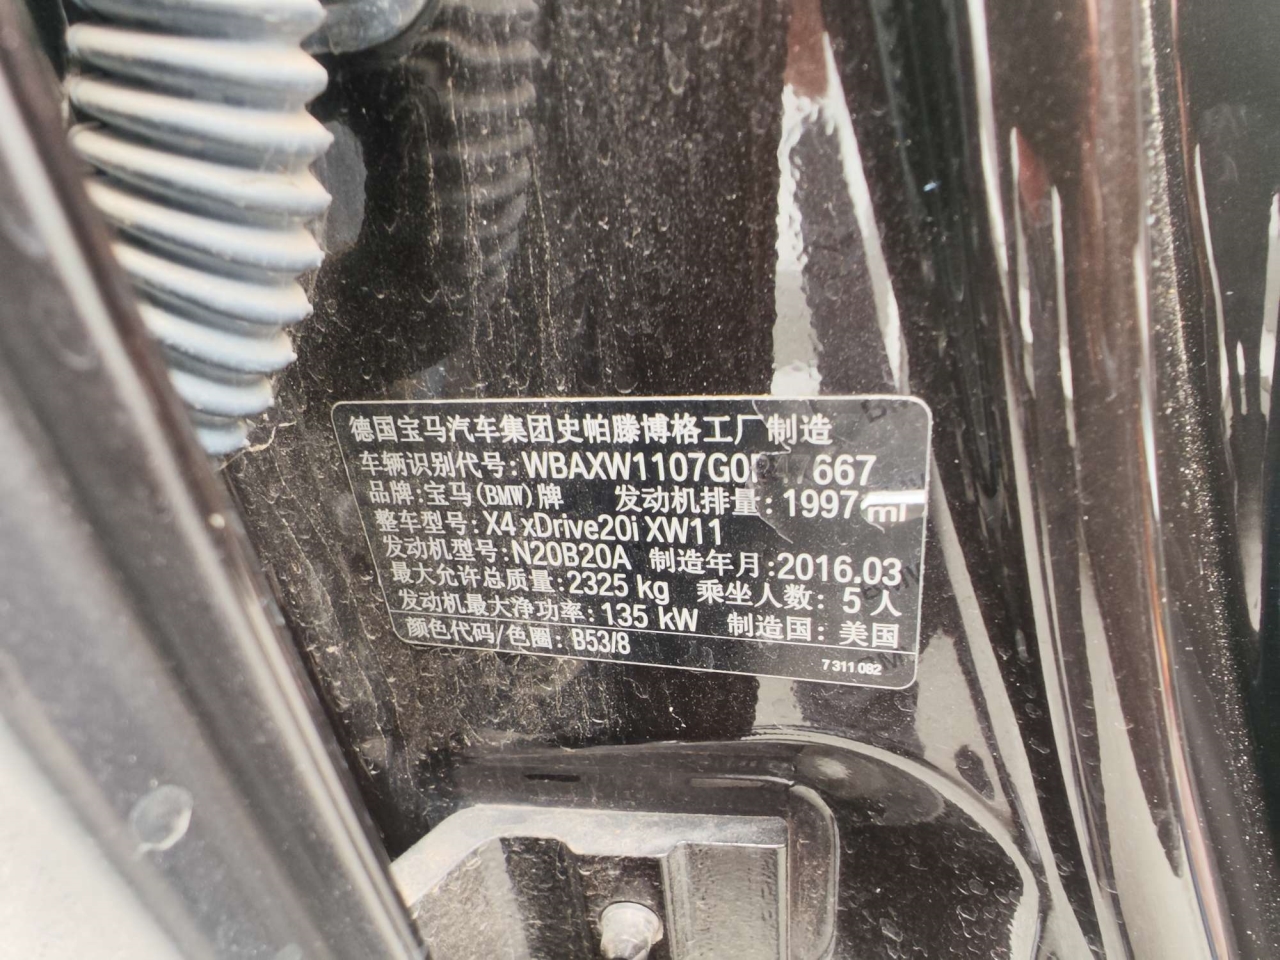 德国宝马汽车集团史帕滕博格工厂制造
车辆识别代号:
品牌:宝马(BMW)牌 发动机排量:1997 ml
整车型号:X4 xDrive20i XW11
发动机型号:N20B20A 制造年月:2016.03
最大允许总质量:2325 kg 乘坐人数:5人
发动机最大净功率:135 kW 制造国:美国
颜色代码/色圈:B53/8
7 311 082